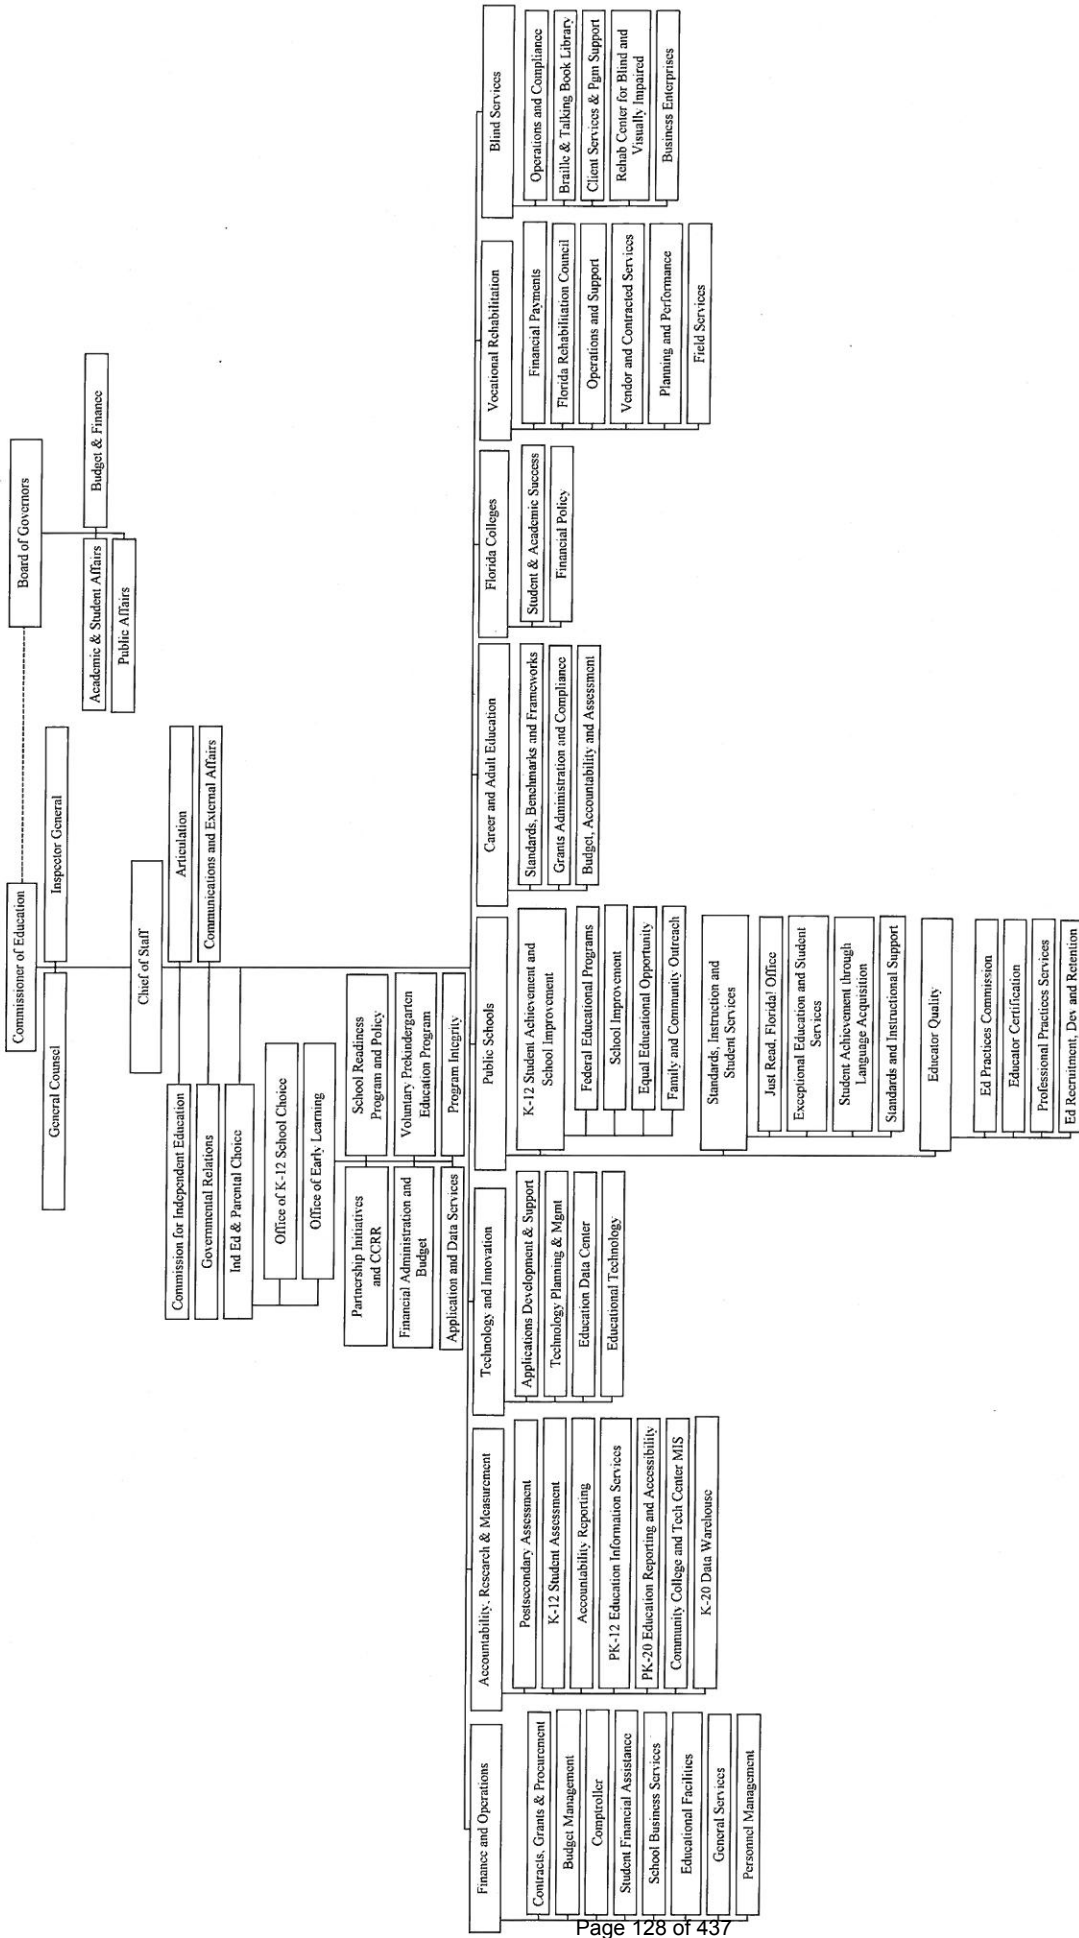 Commissioner of Education
Board of Governors
General Counsel
Inspector General
Academic & Student Affairs
Budget & Finance
Public Affairs
Chief of Staff
Commission for Independent Education
Articulation
Governmental Relations
Communications and External Affairs
Ind Ed & Parental Choice
Office of K-12 School Choice
Office of Early Learning
Partnership Initiatives
and CCRR
School Readiness
Program and Policy
Financial Administration and
Budget
Voluntary Prekindergarten
Education Program
Application and Data Services
Program Integrity
Finance and Operations
Contracts, Grants & Procurement
Budget Management
Comptroller
Student Financial Assistance
School Business Services
Educational Facilities
General Services
Personnel Management
Accountability, Research & Measurement
Postsecondary Assessment
K-12 Student Assessment
Accountability Reporting
PK-12 Education Information Services
PK-20 Education Reporting and Accessibility
Community College and Tech Center MIS
K-20 Data Warehouse
Technology and Innovation
Applications Development & Support
Technology Planning & Mgmt
Education Data Center
Educational Technology
Public Schools
K-12 Student Achievement and
School Improvement
Federal Educational Programs
School Improvement
Equal Educational Opportunity
Family and Community Outreach
Standards, Instruction and
Student Services
Just Read, Florida! Office
Exceptional Education and Student
Services
Student Achievement through
Language Acquisition
Standards and Instructional Support
Educator Quality
Ed Practices Commission
Educator Certification
Professional Practices Services
Ed Recruitment, Dev and Retention
Career and Adult Education
Standards, Benchmarks and Frameworks
Grants Administration and Compliance
Budget, Accountability and Assessment
Florida Colleges
Student & Academic Success
Financial Policy
Vocational Rehabilitation
Financial Payments
Florida Rehabilitation Council
Operations and Support
Vendor and Contracted Services
Planning and Performance
Field Services
Blind Services
Operations and Compliance
Braille & Talking Book Library
Client Services & Pgm Support
Rehab Center for Blind and
Visually Impaired
Business Enterprises
Page 128 of 437